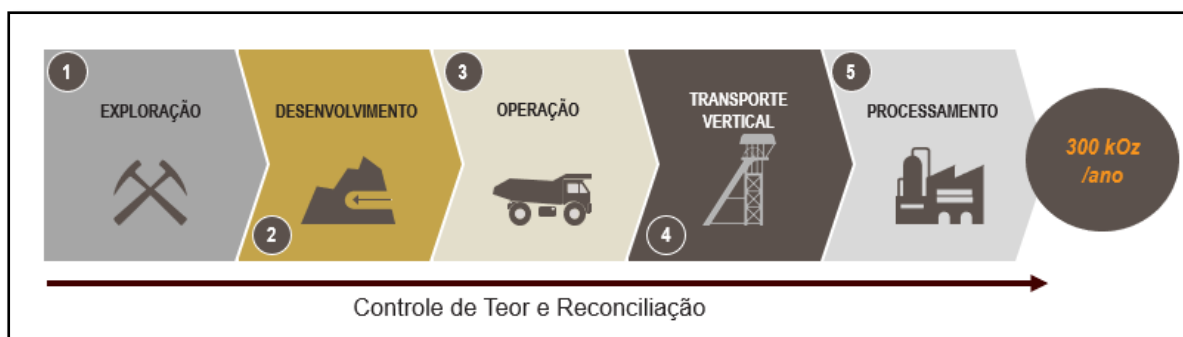 1
EXPLORAÇÃO
2
DESENVOLVIMENTO
3
OPERAÇÃO
4
TRANSPORTE
VERTICAL
5
PROCESSAMENTO
300 kOz
/ano
Controle de Teor e Reconciliação